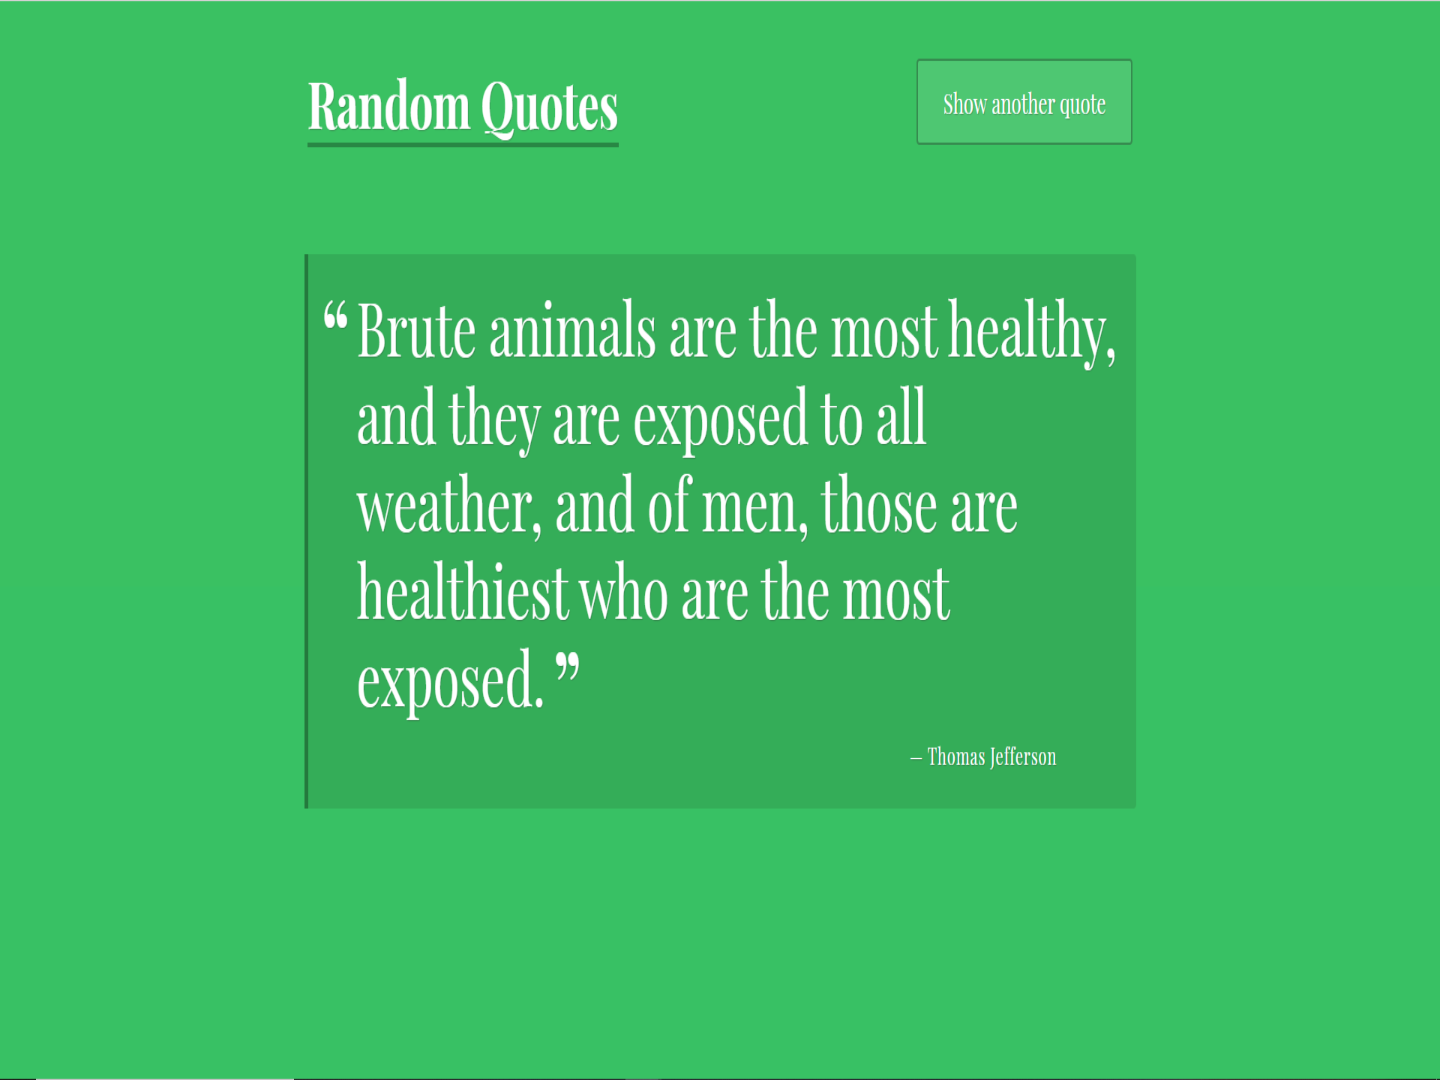 Random Quotes
Show another quote
“ Brute animals are the most healthy,
and they are exposed to all
weather, and of men, those are
healthiest who are the most
exposed. ”
– Thomas Jefferson